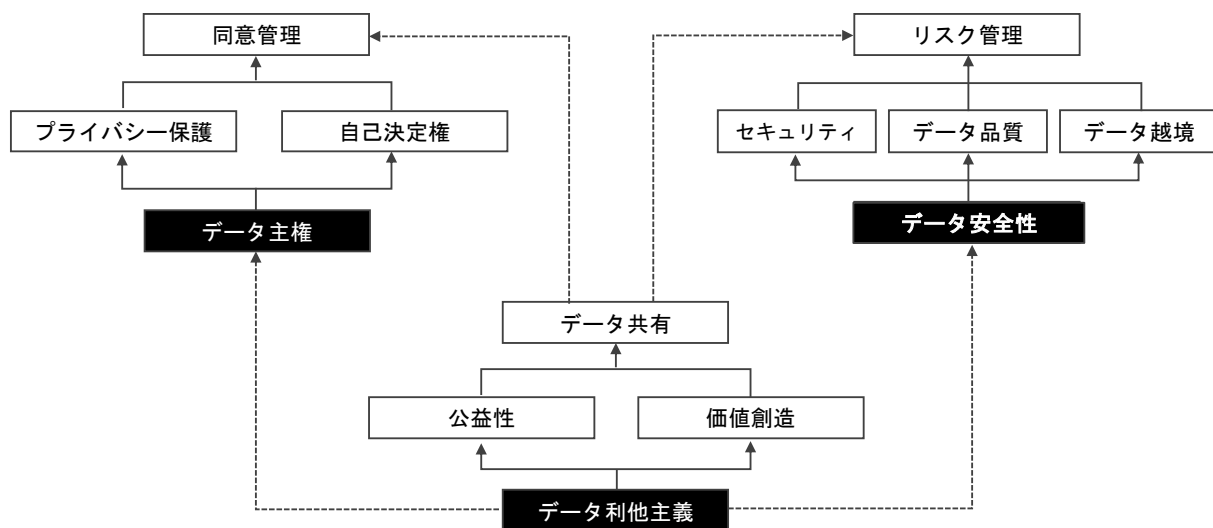 同意管理
リスク管理
プライバシー保護
自己決定権
セキュリティ
データ品質
データ越境
データ主権
データ安全性
データ共有
公益性
価値創造
データ利他主義